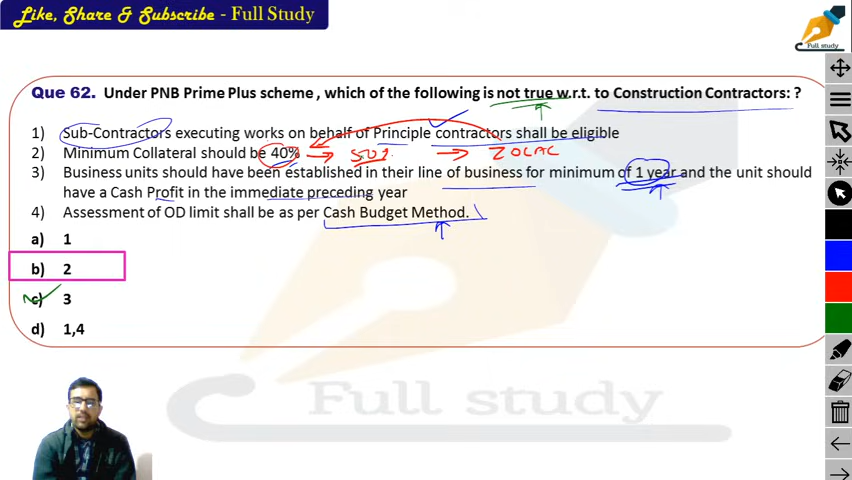 Like, Share & Subscribe - Full Study
Que 62. Under PNB Prime Plus scheme , which of the following is not true w.r.t. to Construction Contractors: ?
1) Sub-Contractors executing works on behalf of Principle contractors shall be eligible
2) Minimum Collateral should be 40% → 50% → ZOCAC
3) Business units should have been established in their line of business for minimum of 1 year and the unit should
have a Cash Profit in the immediate preceding year
4) Assessment of OD limit shall be as per Cash Budget Method.
a) 1
b) 2
c) 3
d) 1,4
Full study